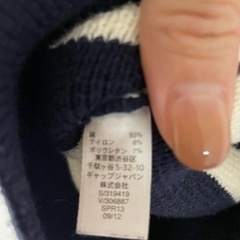 綿 93%
ナイロン 6%
ポリウレタン 1%
東京都渋谷区
千駄ヶ谷5-32-10
ギャップジャパン
株式会社
S/319419
V/306887
SPR13
09/12